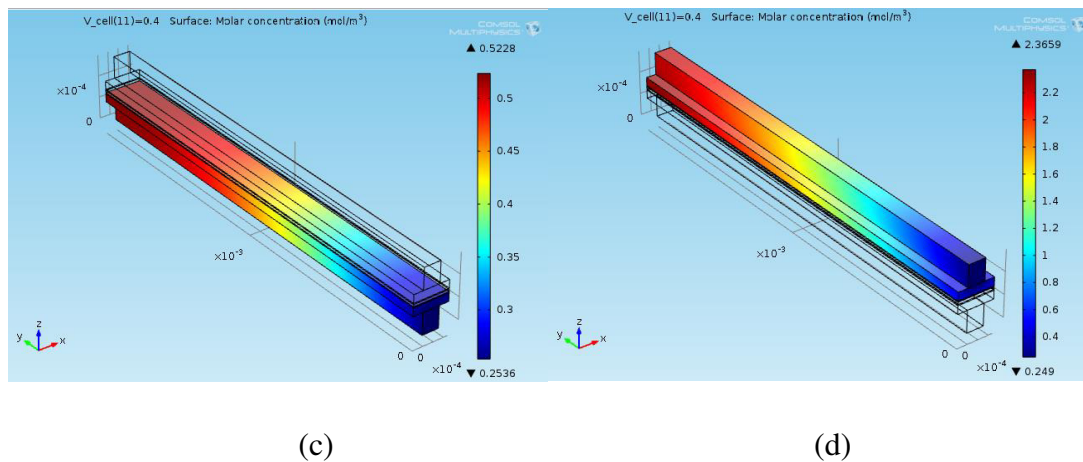 V_cell(11)=0.4 Surface: Molar concentration (mol/m³)
COMSOL
MULTIPHYSICS
▲ 0.5228
0.5
0.45
0.4
0.35
0.3
▼ 0.2536
×10⁻⁴
0
×10⁻³
0 0
×10⁻⁴
z
y
x
V_cell(11)=0.4 Surface: Molar concentration (mol/m³)
COMSOL
MULTIPHYSICS
▲ 2.3659
2.2
2
1.8
1.6
1.4
1.2
1
0.8
0.6
0.4
▼ 0.249
×10⁻⁴
0
×10⁻³
0 0
×10⁻⁴
z
y
x
(c)
(d)